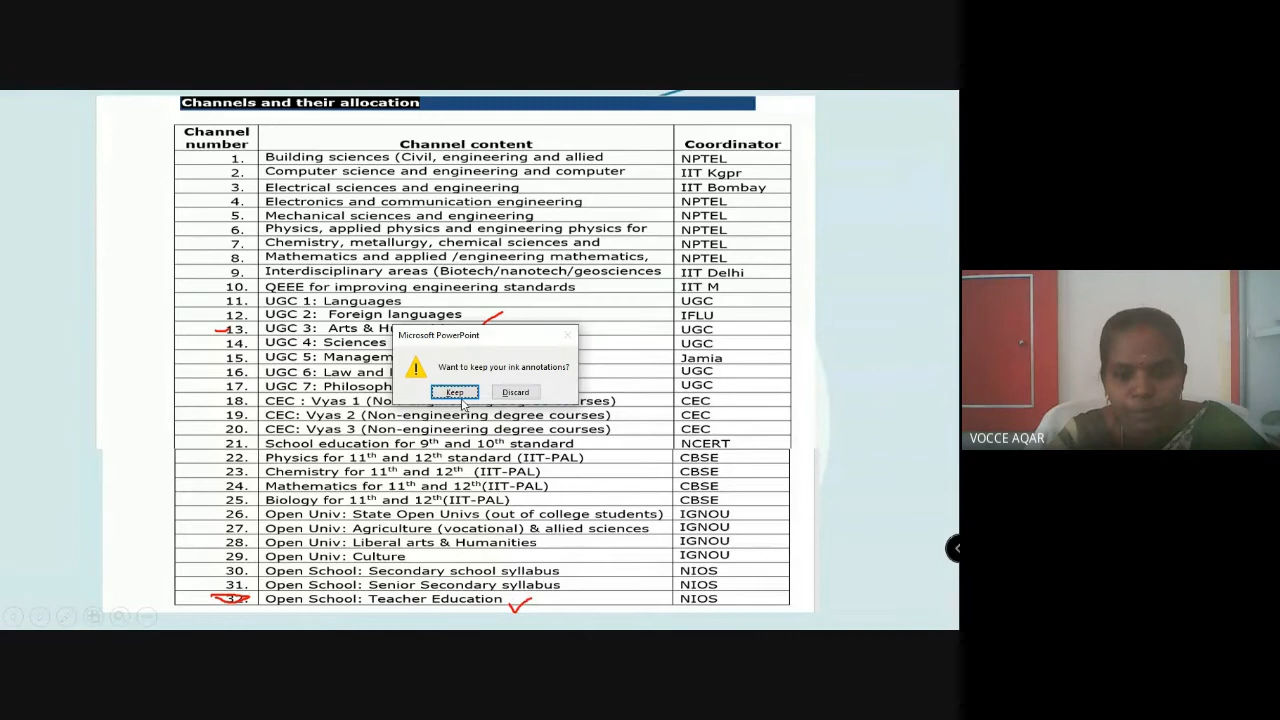 Channels and their allocation
Channel number Channel content Coordinator
1. Building sciences (Civil, engineering and allied NPTEL
2. Computer science and engineering and computer IIT Kgpr
3. Electrical sciences and engineering IIT Bombay
4. Electronics and communication engineering NPTEL
5. Mechanical sciences and engineering NPTEL
6. Physics, applied physics and engineering physics for NPTEL
7. Chemistry, metallurgy, chemical sciences and NPTEL
8. Mathematics and applied /engineering mathematics, NPTEL
9. Interdisciplinary areas (Biotech/nanotech/geosciences IIT Delhi
10. QEEE for improving engineering standards IIT M
11. UGC 1: Languages UGC
12. UGC 2: Foreign languages IFLU
13. UGC 3: Arts & H UGC
14. UGC 4: Sciences UGC
15. UGC 5: Managem Jamia
16. UGC 6: Law and UGC
17. UGC 7: Philosoph UGC
18. CEC : Vyas 1 (Non-engineering degree courses) CEC
19. CEC: Vyas 2 (Non-engineering degree courses) CEC
20. CEC: Vyas 3 (Non-engineering degree courses) CEC
21. School education for 9th and 10th standard NCERT
22. Physics for 11th and 12th standard (IIT-PAL) CBSE
23. Chemistry for 11th and 12th (IIT-PAL) CBSE
24. Mathematics for 11th and 12th(IIT-PAL) CBSE
25. Biology for 11th and 12th(IIT-PAL) CBSE
26. Open Univ: State Open Univs (out of college students) IGNOU
27. Open Univ: Agriculture (vocational) & allied sciences IGNOU
28. Open Univ: Liberal arts & Humanities IGNOU
29. Open Univ: Culture IGNOU
30. Open School: Secondary school syllabus NIOS
31. Open School: Senior Secondary syllabus NIOS
32. Open School: Teacher Education NIOS
Microsoft PowerPoint
Want to keep your ink annotations?
Keep Discard
VOCCE AQAR